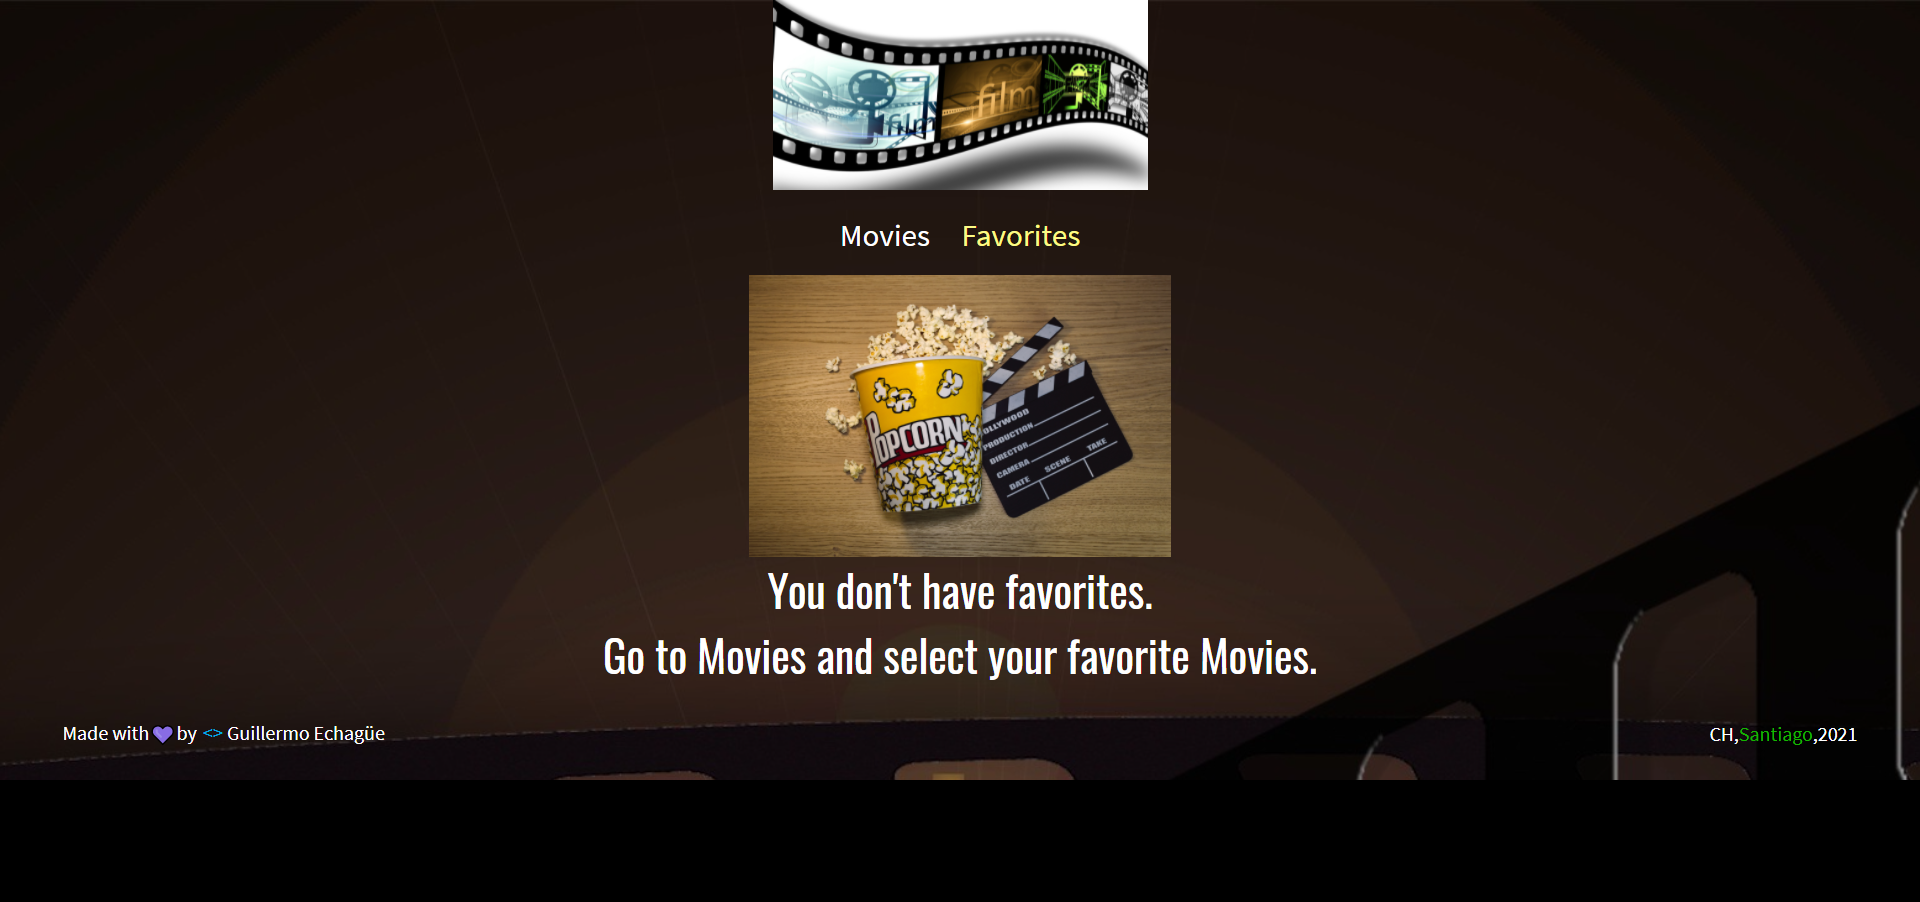 film
film
Movies Favorites
POPCORN
HOLLYWOOD
PRODUCTION
DIRECTOR
CAMERA
DATE SCENE TAKE
You don't have favorites.
Go to Movies and select your favorite Movies.
Made with 💜 by <> Guillermo Echagüe
CH,Santiago,2021